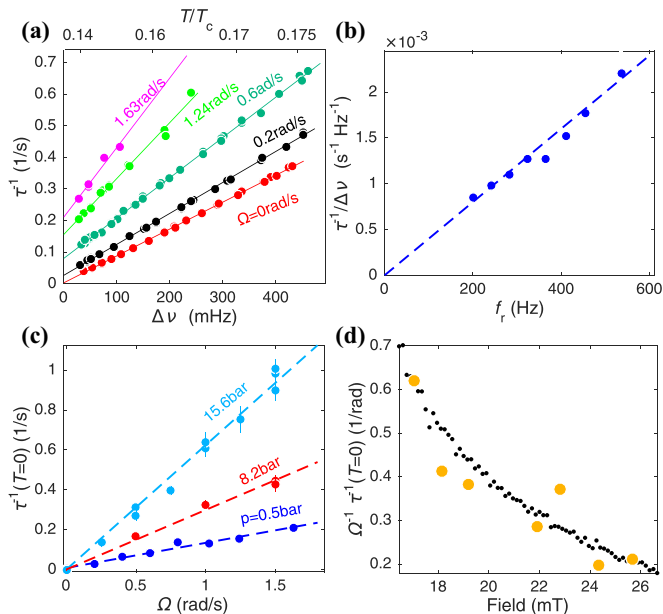 (a)
T/Tc
0.14 0.16 0.17 0.175
0.7
0.6
0.5
0.4
0.3
0.2
0.1
0
τ-1 (1/s)
1.63rad/s
1.24rad/s
0.6ad/s
0.2rad/s
Ω=0rad/s
0 100 200 300 400
Δν (mHz)
(b)
×10-3
2
1
0
τ-1/Δν (s-1 Hz-1)
0 200 400 600
fr (Hz)
(c)
1
0.8
0.6
0.4
0.2
0
τ-1(T=0) (1/s)
15.6bar
8.2bar
p=0.5bar
0 0.5 1.0 1.5
Ω (rad/s)
(d)
0.7
0.6
0.5
0.4
0.3
0.2
Ω-1 τ-1(T=0) (1/rad)
18 20 22 24 26
Field (mT)